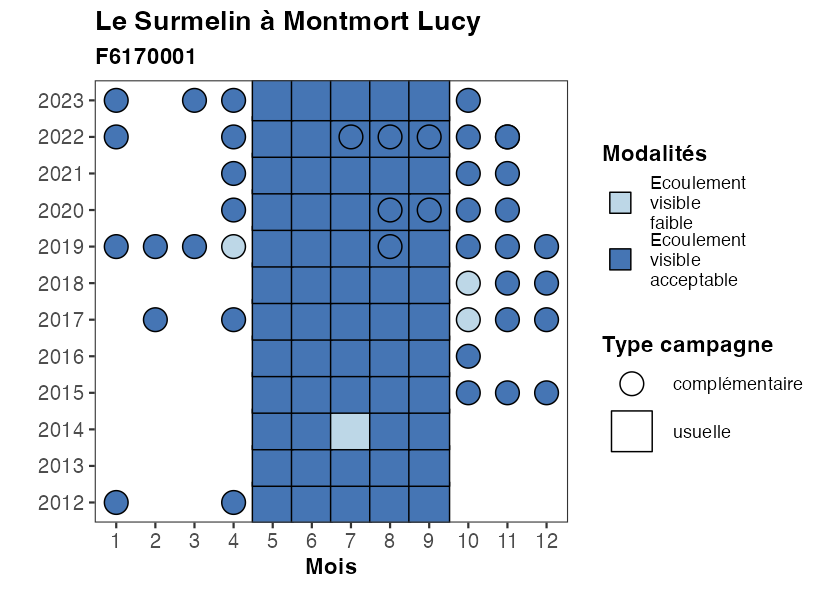 Le Surmelin à Montmort Lucy
F6170001
2023
2022
2021
2020
2019
2018
2017
2016
2015
2014
2013
2012
1 2 3 4 5 6 7 8 9 10 11 12
Mois
Modalités
Ecoulement
visible
faible
Ecoulement
visible
acceptable
Type campagne
complémentaire
usuelle